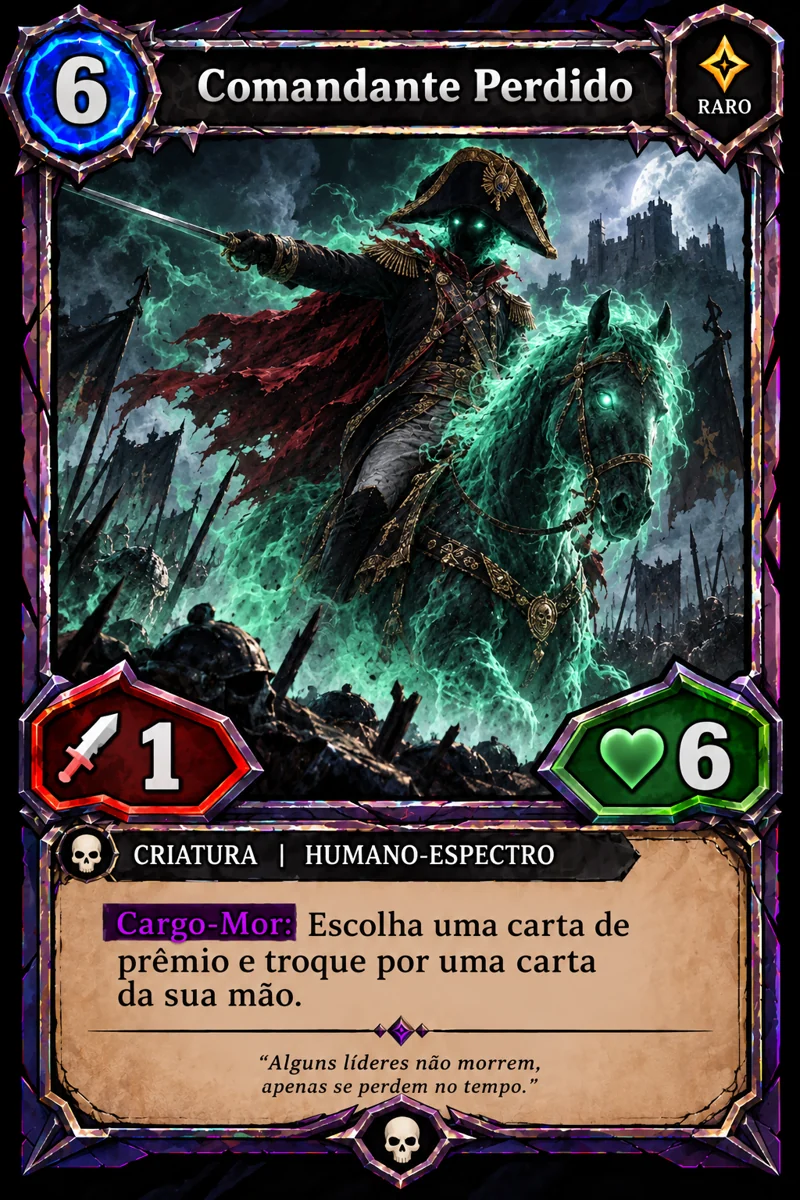 6
Comandante Perdido
RARO
1
6
CRIATURA | HUMANO-ESPECTRO
Cargo-Mor: Escolha uma carta de
prêmio e troque por uma carta
da sua mão.
“Alguns líderes não morrem,
apenas se perdem no tempo.”